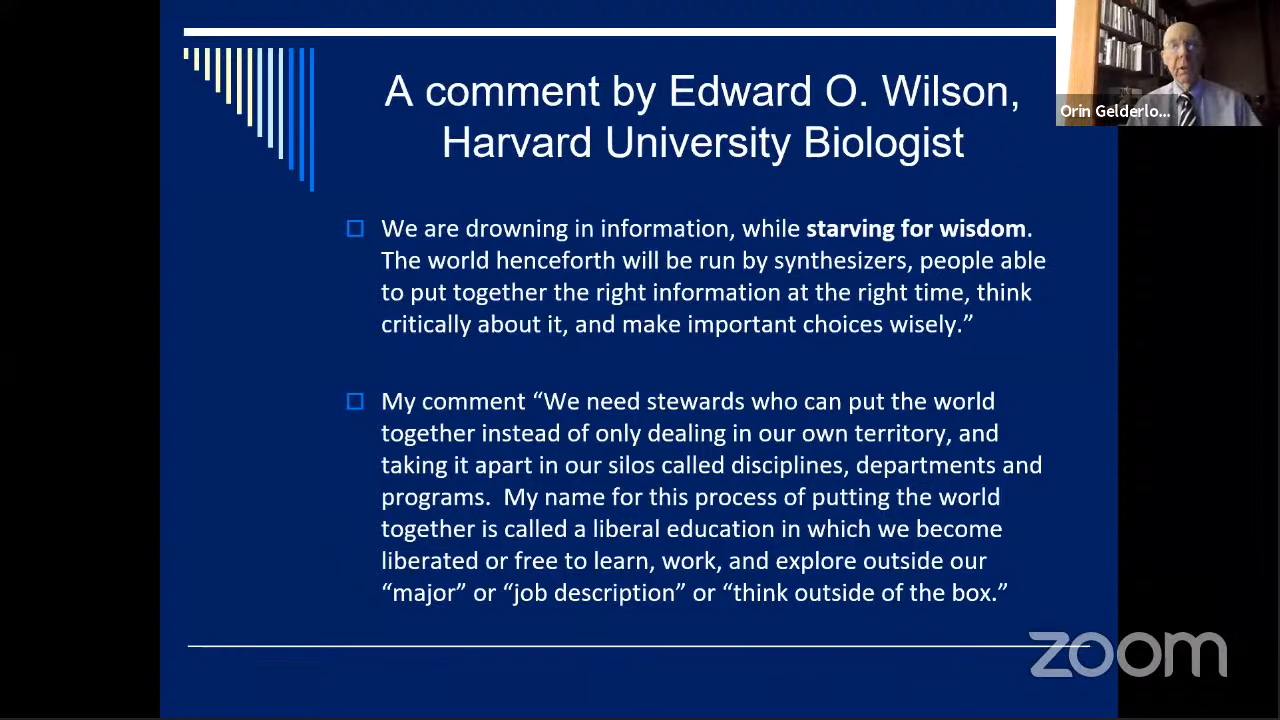 A comment by Edward O. Wilson,
Harvard University Biologist
Orin Gelderlo...
We are drowning in information, while starving for wisdom.
The world henceforth will be run by synthesizers, people able
to put together the right information at the right time, think
critically about it, and make important choices wisely.”
My comment “We need stewards who can put the world
together instead of only dealing in our own territory, and
taking it apart in our silos called disciplines, departments and
programs.  My name for this process of putting the world
together is called a liberal education in which we become
liberated or free to learn, work, and explore outside our
“major” or “job description” or “think outside of the box.”
zoom